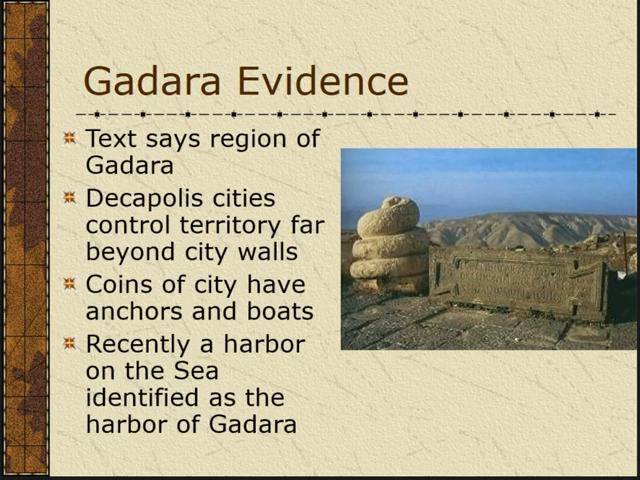 Gadara Evidence
Text says region of
Gadara
Decapolis cities
control territory far
beyond city walls
Coins of city have
anchors and boats
Recently a harbor
on the Sea
identified as the
harbor of Gadara